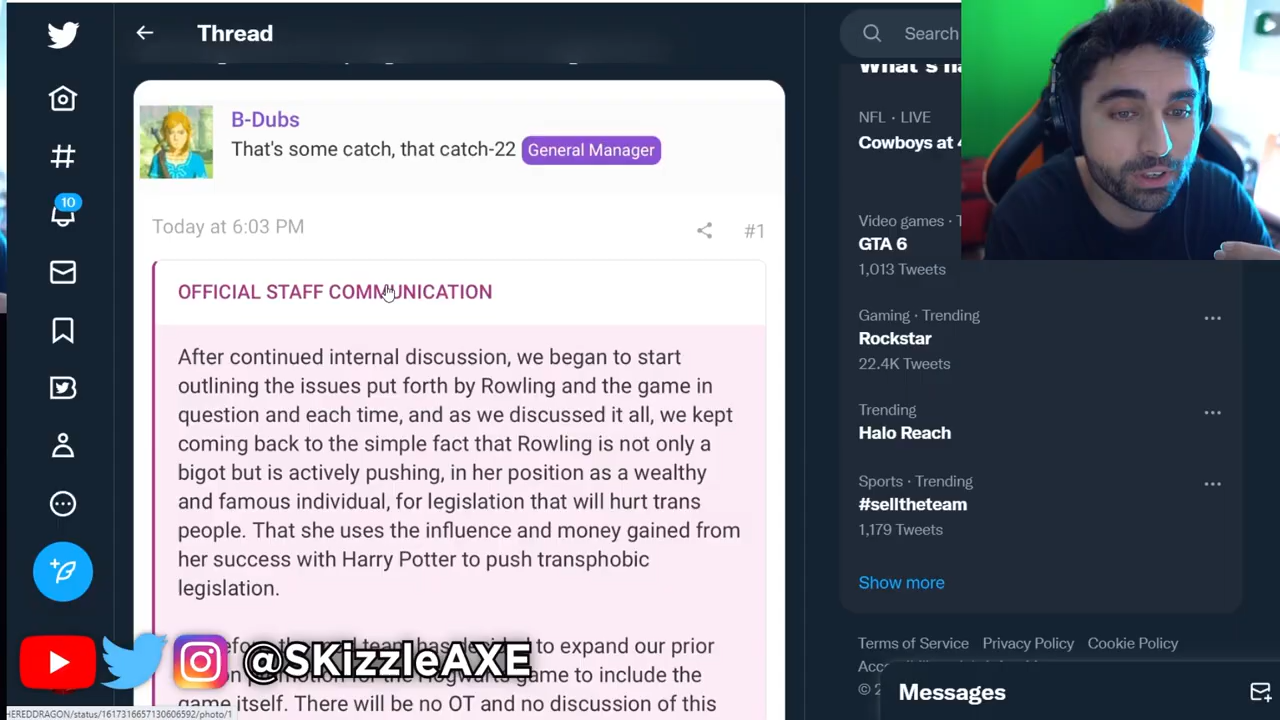 Thread
Search
B-Dubs
That's some catch, that catch-22 General Manager
Today at 6:03 PM
#1
OFFICIAL STAFF COMMUNICATION
After continued internal discussion, we began to start
outlining the issues put forth by Rowling and the game in
question and each time, and as we discussed it all, we kept
coming back to the simple fact that Rowling is not only a
bigot but is actively pushing, in her position as a wealthy
and famous individual, for legislation that will hurt trans
people. That she uses the influence and money gained from
her success with Harry Potter to push transphobic
legislation.
to expand our prior
game to include the
game itself. There will be no OT and no discussion of this
@SKizzleAXE
10
What's
NFL · LIVE
Cowboys at
Video games ·
GTA 6
1,013 Tweets
Gaming · Trending
Rockstar
22.4K Tweets
Trending
Halo Reach
Sports · Trending
#selltheteam
1,179 Tweets
Show more
Terms of Service Privacy Policy Cookie Policy
Messages
HEREDDRAGON/status/1617316657130606592/photo/1